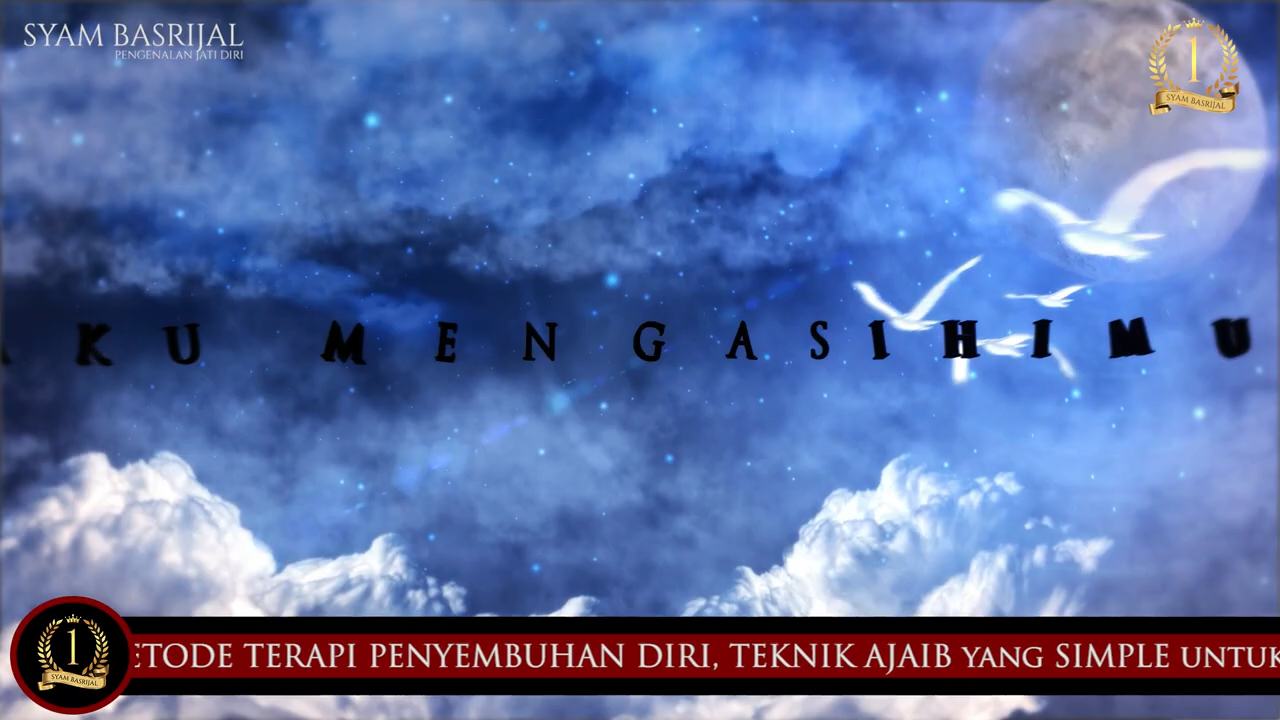 SYAM BASRIJAL
PENGENALAN JATI DIRI
1
SYAM BASRIJAL
AKU MENGASIHIMU
1
SYAM BASRIJAL
ETODE TERAPI PENYEMBUHAN DIRI, TEKNIK AJAIB YANG SIMPLE UNTUK